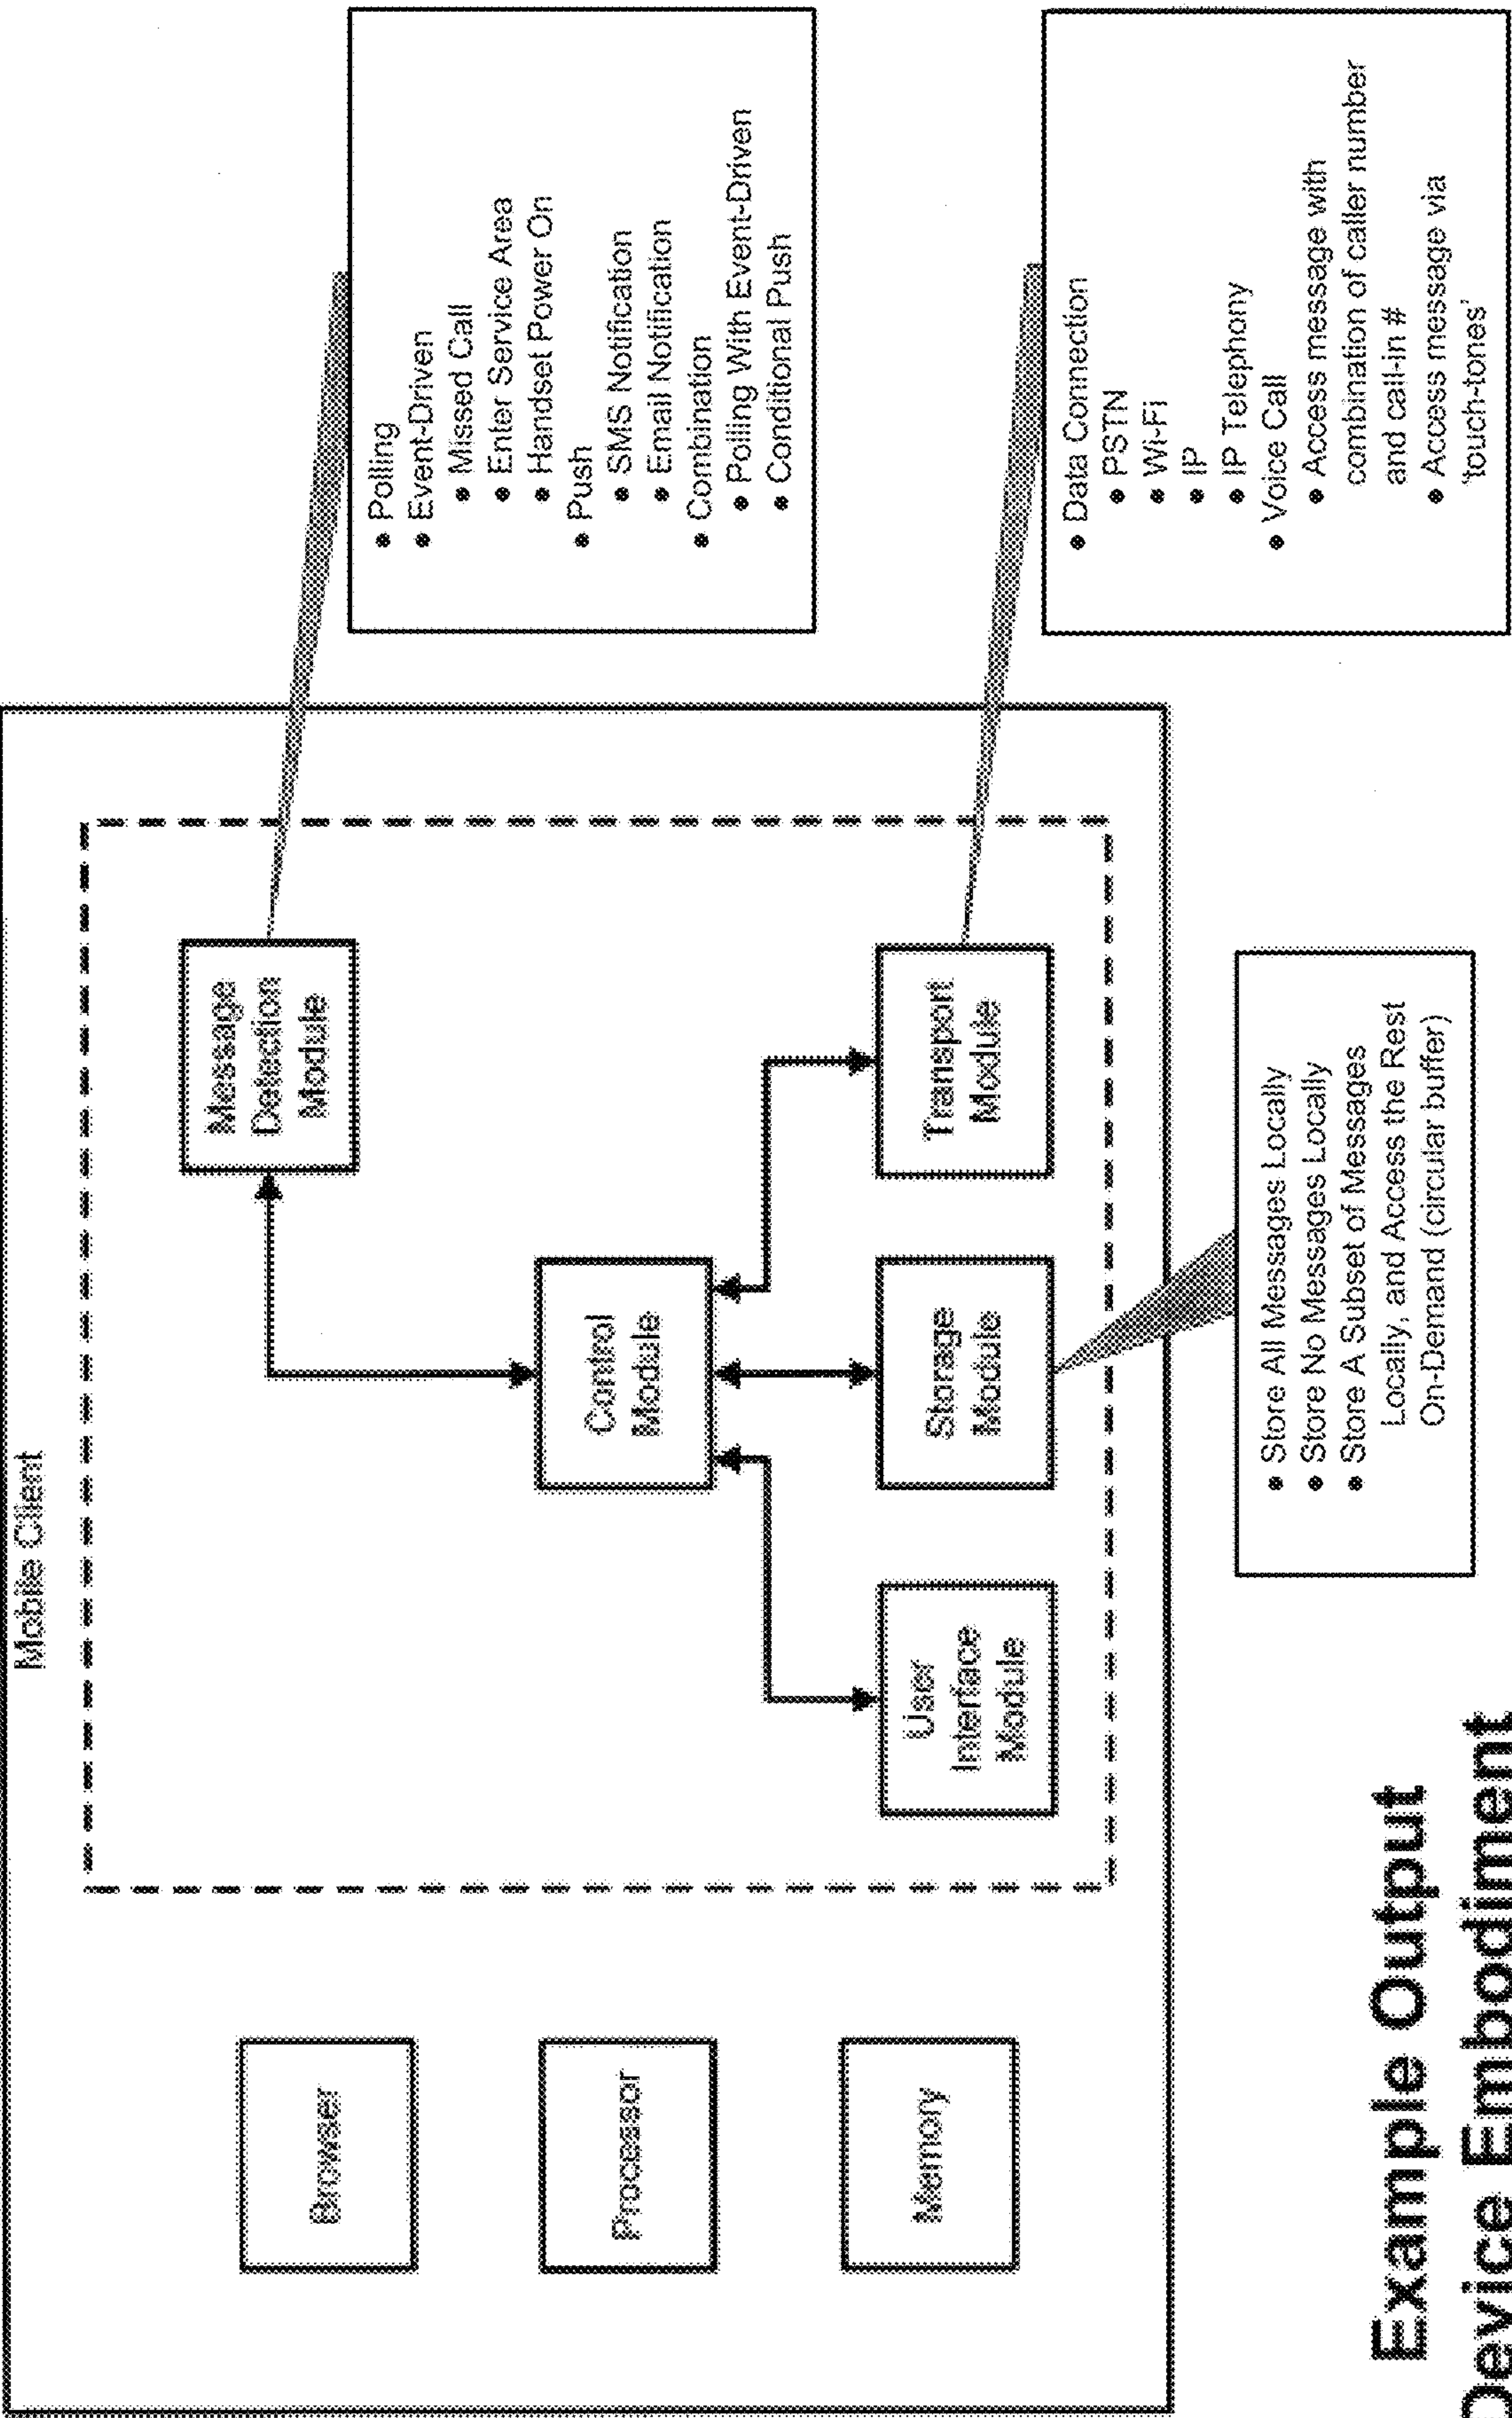 Mobile Client
Browser
Processor
Memory
Message
Detection
Module
Control
Module
User
Interface
Module
Storage
Module
Transport
Module
• Polling
• Event-Driven
• Missed Call
• Enter Service Area
• Handset Power On
• Push
• SMS Notification
• Email Notification
• Combination
• Polling With Event-Driven
• Conditional Push
• Data Connection
• PSTN
• Wi-Fi
• IP
• IP Telephony
• Voice Call
• Access message with
combination of caller number
and call-in #
• Access message via
'touch-tones'
• Store All Messages Locally
• Store No Messages Locally
• Store A Subset of Messages
Locally, and Access the Rest
On-Demand (circular buffer)
Example Output
Device Embodiment